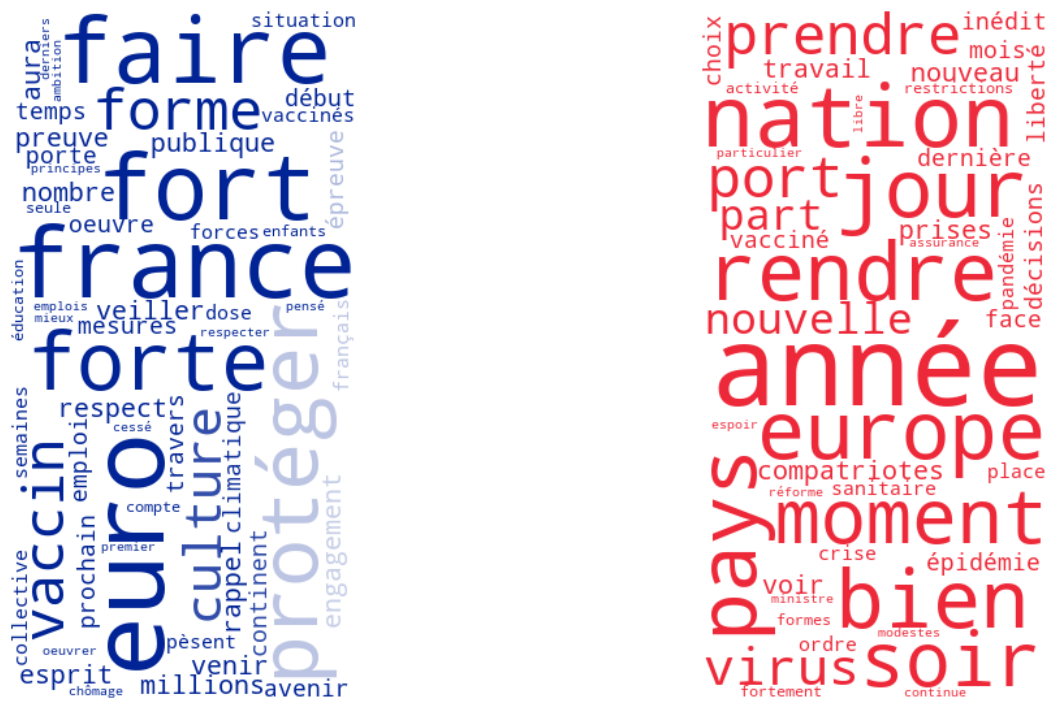 situation
faire
aura
derniers
ambition
temps
forme
début
vaccinés
preuve
publique
porte
principes
épreuve
fort
nombre
seule
oeuvre
forces
enfants
france
éducation
emplois
mieux
veiller
dose
pensé
mesures
respecter
français
forte
semaines
respect
cessé
travers
climatique
culture
protéger
vaccin
emploi
euro
compte
engagement
premier
prochain
rappel
continent
collective
oeuvrer
pèsent
esprit
venir
chômage
millions
avenir
choix
prendre
inédit
mois
travail
nouveau
liberté
activité
restrictions
nation
libre
particulier
dernière
port
jour
part
prises
vacciné
assurance
pandémie
décisions
rendre
nouvelle
face
année
espoir
europe
pays
compatriotes
place
réforme
sanitaire
moment
crise
épidémie
voir
ministre
bien
formes
modestes
ordre
virus
soir
fortement
continue